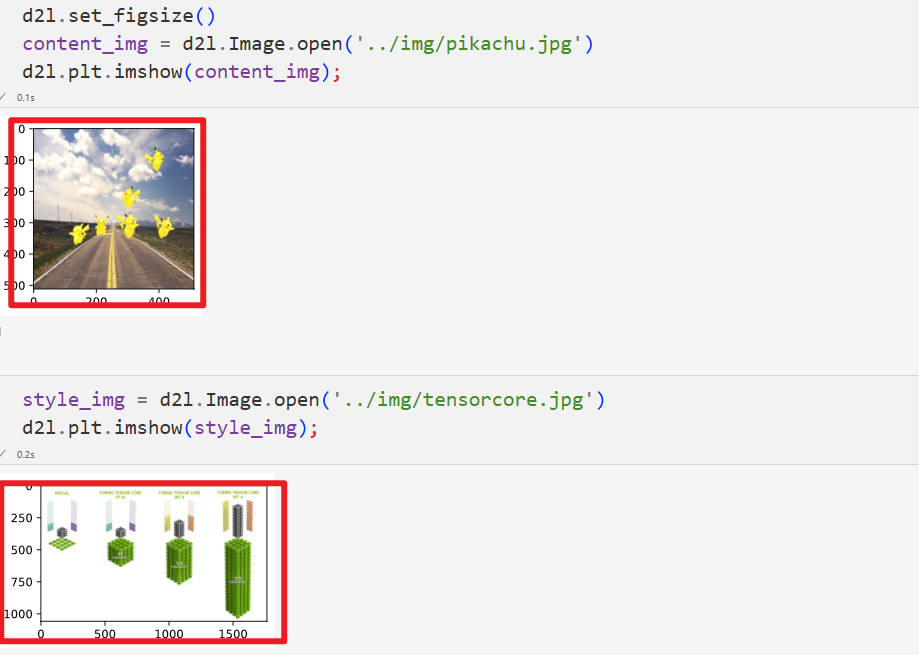 d2l.set_figsize()
content_img = d2l.Image.open('../img/pikachu.jpg')
d2l.plt.imshow(content_img);
0.1s
0
100
200
300
400
500
0 200 400
style_img = d2l.Image.open('../img/tensorcore.jpg')
d2l.plt.imshow(style_img);
0.2s
PASCAL TURING TENSOR CORE TURING TENSOR CORE TURING TENSOR CORE
FP16 INT 8 INT 4
0
250
500
750
1000
0 500 1000 1500